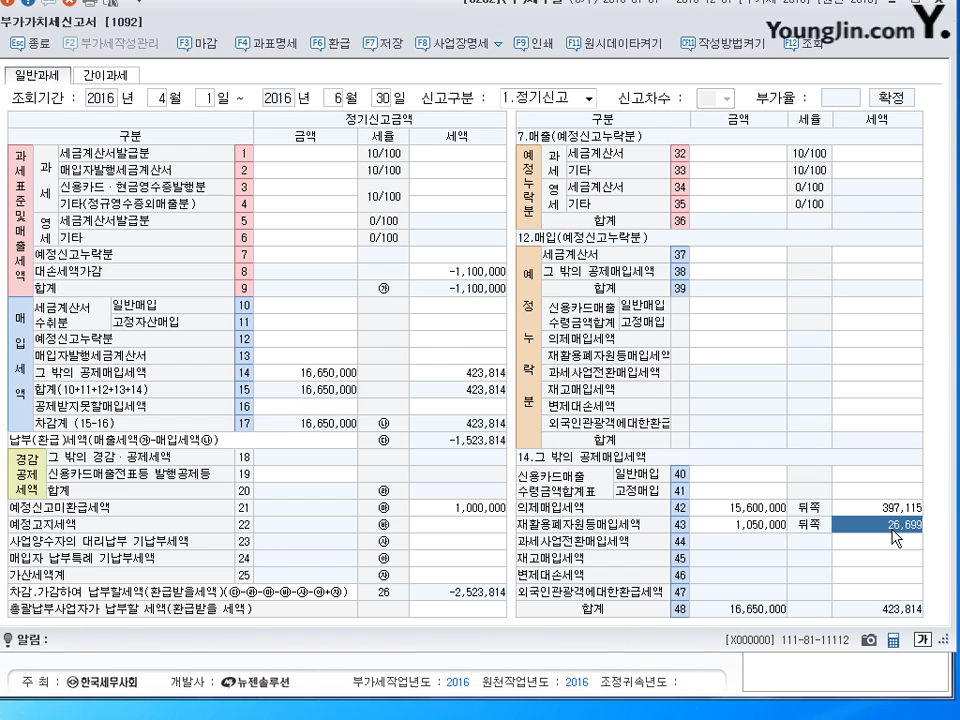 부가가치세신고서 [1092]
YoungJin.com Y.
Esc 종료 F2 부가세작성관리 F3 마감 F4 과표명세 F6 환급 F7 저장 F8 사업장명세 F9 인쇄 F11 원시데이타켜기 CF11 작성방법켜기 F12 조회
일반과세 간이과세
조회기간 : 2016 년 4 월 1 일 ~ 2016 년 6 월 30 일 신고구분 : 1.정기신고 신고차수 : 부가율 : 확정
정기신고금액
구분 금액 세율 세액
과세표준및매출세액
과세
세금계산서발급분 1 10/100
매입자발행세금계산서 2 10/100
신용카드 · 현금영수증발행분 3 10/100
기타(정규영수증외매출분) 4
영세
세금계산서발급분 5 0/100
기타 6 0/100
예정신고누락분 7
대손세액가감 8 -1,100,000
합계 9 ㉮ -1,100,000
매입세액
세금계산서 수취분
일반매입 10
고정자산매입 11
예정신고누락분 12
매입자발행세금계산서 13
그 밖의 공제매입세액 14 16,650,000 423,814
합계(10+11+12+13+14) 15 16,650,000 423,814
공제받지못할매입세액 16
차감계 (15-16) 17 16,650,000 ㉯ 423,814
납부(환급)세액(매출세액㉮-매입세액㉯) ㉰ -1,523,814
경감공제세액
그 밖의 경감 · 공제세액 18
신용카드매출전표등 발행공제등 19
합계 20 ㉱
예정신고미환급세액 21 ㉲ 1,000,000
예정고지세액 22 ㉳
사업양수자의 대리납부 기납부세액 23 ㉴
매입자 납부특례 기납부세액 24 ㉵
가산세액계 25 ㉶
차감.가감하여 납부할세액(환급받을세액)(㉰-㉱-㉲-㉳-㉴-㉵+㉶) 26 -2,523,814
총괄납부사업자가 납부할 세액(환급받을 세액)
구분 금액 세율 세액
7.매출(예정신고누락분)
예정누락분
과세
세금계산서 32 10/100
기타 33 10/100
영세
세금계산서 34 0/100
기타 35 0/100
합계 36
12.매입(예정신고누락분)
예정누락분
세금계산서 37
그 밖의 공제매입세액 38
합계 39
신용카드매출 수령금액합계
일반매입
고정매입
의제매입세액
재활용폐자원등매입세액
과세사업전환매입세액
재고매입세액
변제대손세액
외국인관광객에대한환급
합계
14.그 밖의 공제매입세액
신용카드매출 수령금액합계표
일반매입 40
고정매입 41
의제매입세액 42 15,600,000 뒤쪽 397,115
재활용폐자원등매입세액 43 1,050,000 뒤쪽 26,699
과세사업전환매입세액 44
재고매입세액 45
변제대손세액 46
외국인관광객에대한환급세액 47
합계 48 16,650,000 423,814
알림 : [X000000] 111-81-11112 가
주 최 : 한국세무사회 개발사 : 뉴젠솔루션 부가세작업년도 : 2016 원천작업년도 : 2016 조정귀속년도 :